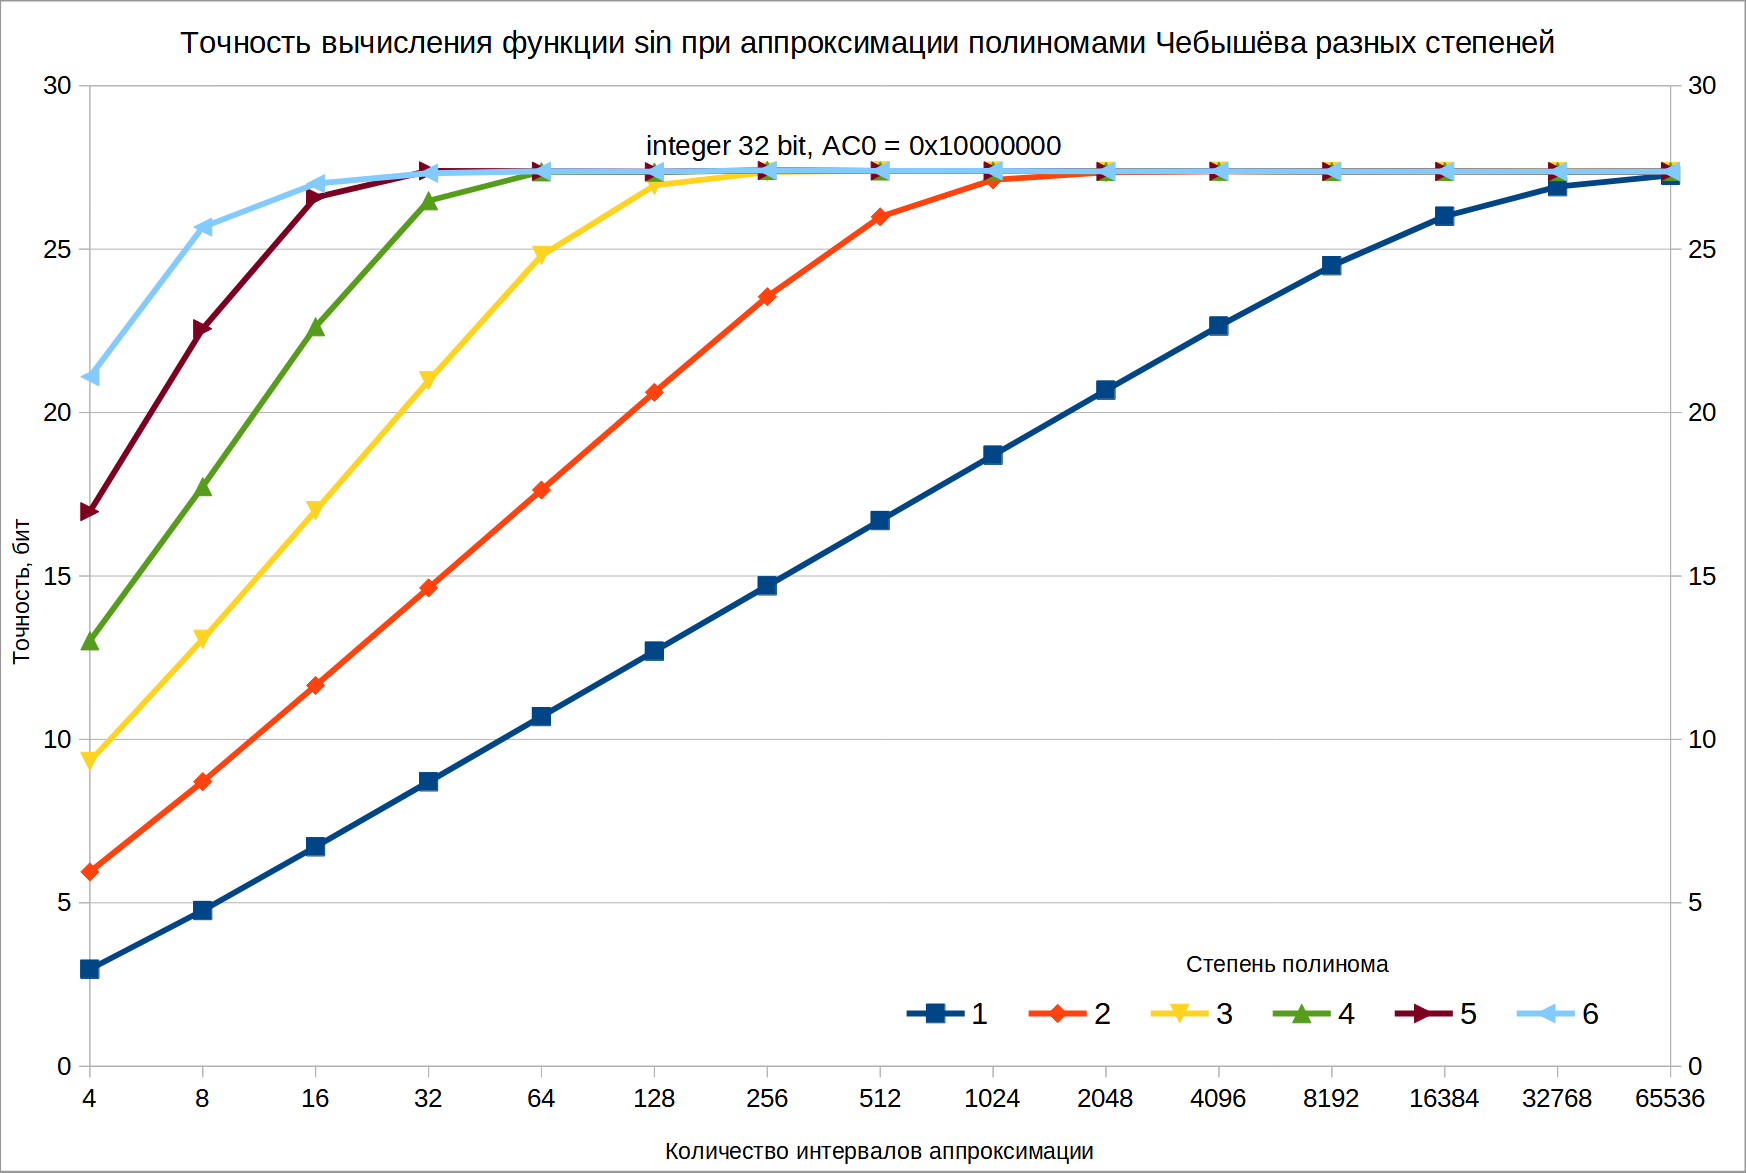 Точность вычисления функции sin при аппроксимации полиномами Чебышёва разных степеней
30
30
integer 32 bit, AC0 = 0x10000000
25
25
20
20
Точность, бит
15
15
10
10
5
5
Степень полинома
1 2 3 4 5 6
0
0
4 8 16 32 64 128 256 512 1024 2048 4096 8192 16384 32768 65536
Количество интервалов аппроксимации